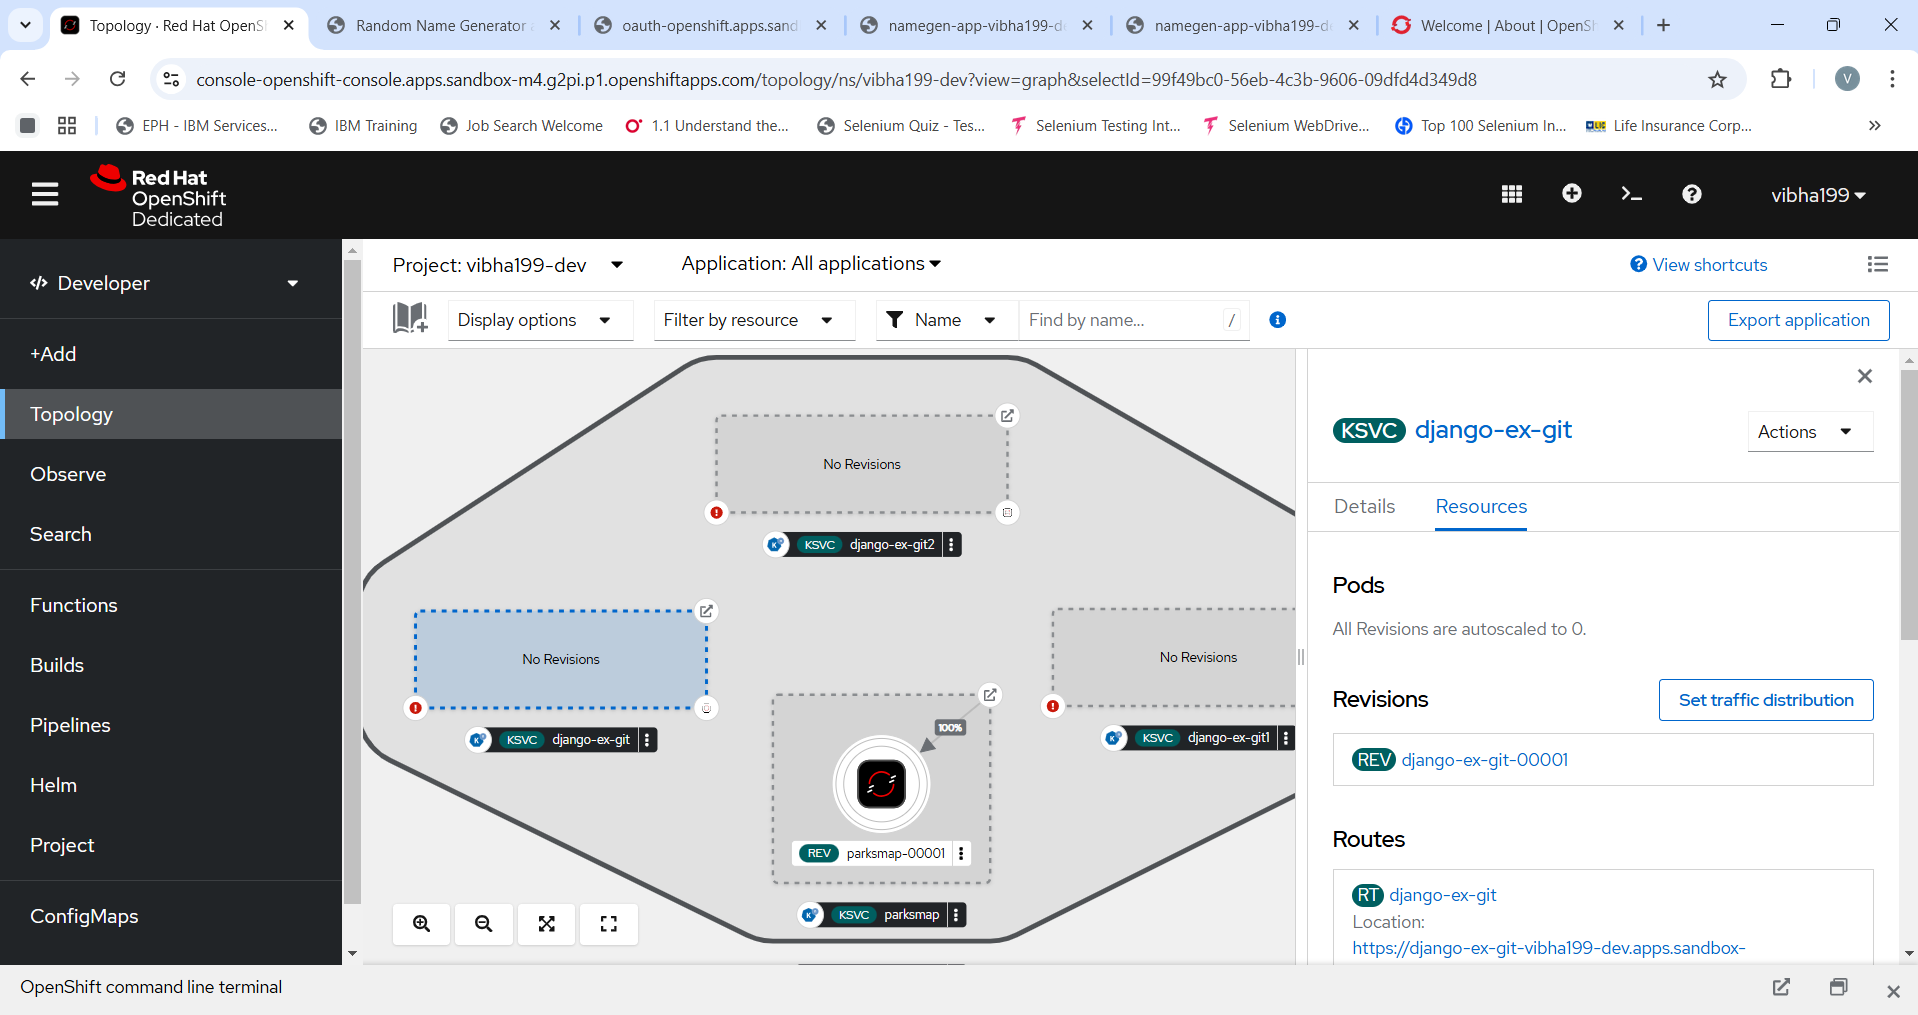 Topology · Red Hat OpenS
Random Name Generator a
oauth-openshift.apps.sand
namegen-app-vibha199-de
namegen-app-vibha199-d
Welcome | About | OpenSh
console-openshift-console.apps.sandbox-m4.g2pi.p1.openshiftapps.com/topology/ns/vibha199-dev?view=graph&selectId=99f49bc0-56eb-4c3b-9606-09dfd4d349d8
V
EPH - IBM Services...
IBM Training
Job Search Welcome
1.1 Understand the...
Selenium Quiz - Tes...
Selenium Testing Int...
Selenium WebDrive...
Top 100 Selenium In...
Life Insurance Corp...
Red Hat
OpenShift
Dedicated
vibha199
Developer
+Add
Topology
Observe
Search
Functions
Builds
Pipelines
Helm
Project
ConfigMaps
Project: vibha199-dev
Application: All applications
View shortcuts
Display options
Filter by resource
Name
Find by name...
/
Export application
No Revisions
KSVC django-ex-git2
No Revisions
KSVC django-ex-git
No Revisions
KSVC django-ex-git1
100%
REV parksmap-00001
KSVC parksmap
KSVC django-ex-git
Actions
Details
Resources
Pods
All Revisions are autoscaled to 0.
Revisions
Set traffic distribution
REV django-ex-git-00001
Routes
RT django-ex-git
Location:
https://django-ex-git-vibha199-dev.apps.sandbox-
OpenShift command line terminal